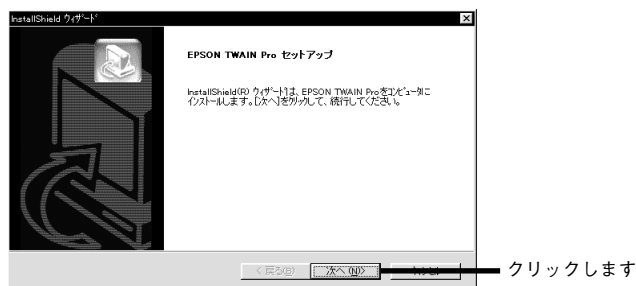 InstallShield ウィザード
EPSON TWAIN Pro セットアップ
InstallShield(R) ウィザードは、EPSON TWAIN Proをコンピュータに
インストールします。[次へ]をクリックして、続行してください。
< 戻る(B)
次へ(N)>
クリックします